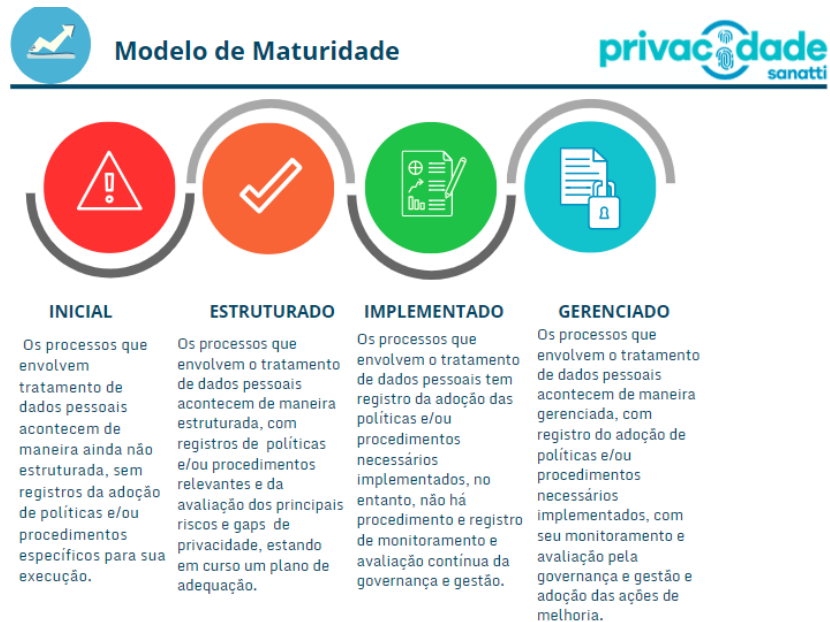 Modelo de Maturidade
privacidade
sanatti
INICIAL
Os processos que
envolvem
tratamento de
dados pessoais
acontecem de
maneira ainda não
estruturada, sem
registros da adoção
de políticas e/ou
procedimentos
específicos para sua
execução.
ESTRUTURADO
Os processos que
envolvem o tratamento
de dados pessoais
acontecem de maneira
estruturada, com
registros de políticas
e/ou procedimentos
relevantes e da
avaliação dos principais
riscos e gaps de
privacidade, estando
em curso um plano de
adequação.
IMPLEMENTADO
Os processos que
envolvem o tratamento
de dados pessoais tem
registro da adoção das
políticas e/ou
procedimentos
necessários
implementados, no
entanto, não há
procedimento e registro
de monitoramento e
avaliação contínua da
governança e gestão.
GERENCIADO
Os processos que
envolvem o tratamento
de dados pessoais
acontecem de maneira
gerenciada, com
registro do adoção de
políticas e/ou
procedimentos
necessários
implementados, com
seu monitoramento e
avaliação pela
governança e gestão e
adoção das ações de
melhoria.